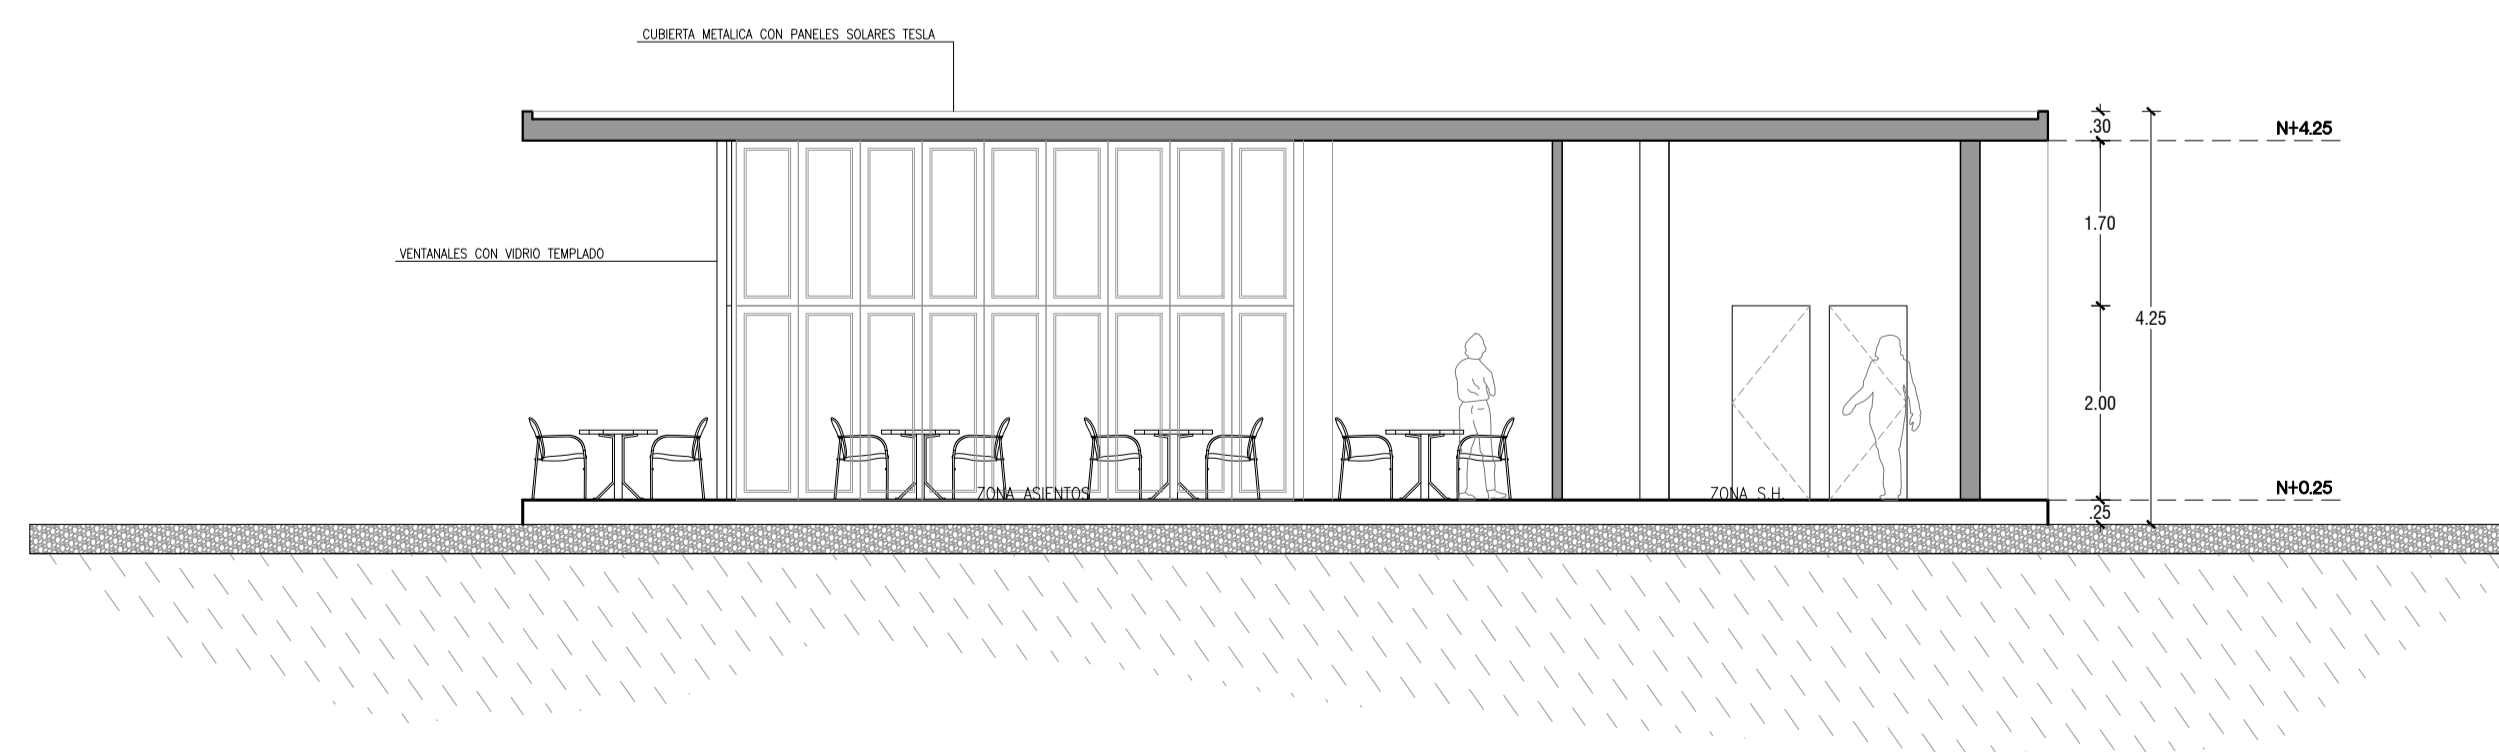 CUBIERTA METALICA CON PANELES SOLARES TESLA
.30
N+4.25
1.70
VENTANALES CON VIDRIO TEMPLADO
4.25
2.00
ZONA ASIENTOS
ZONA S.H.
N+0.25
.25